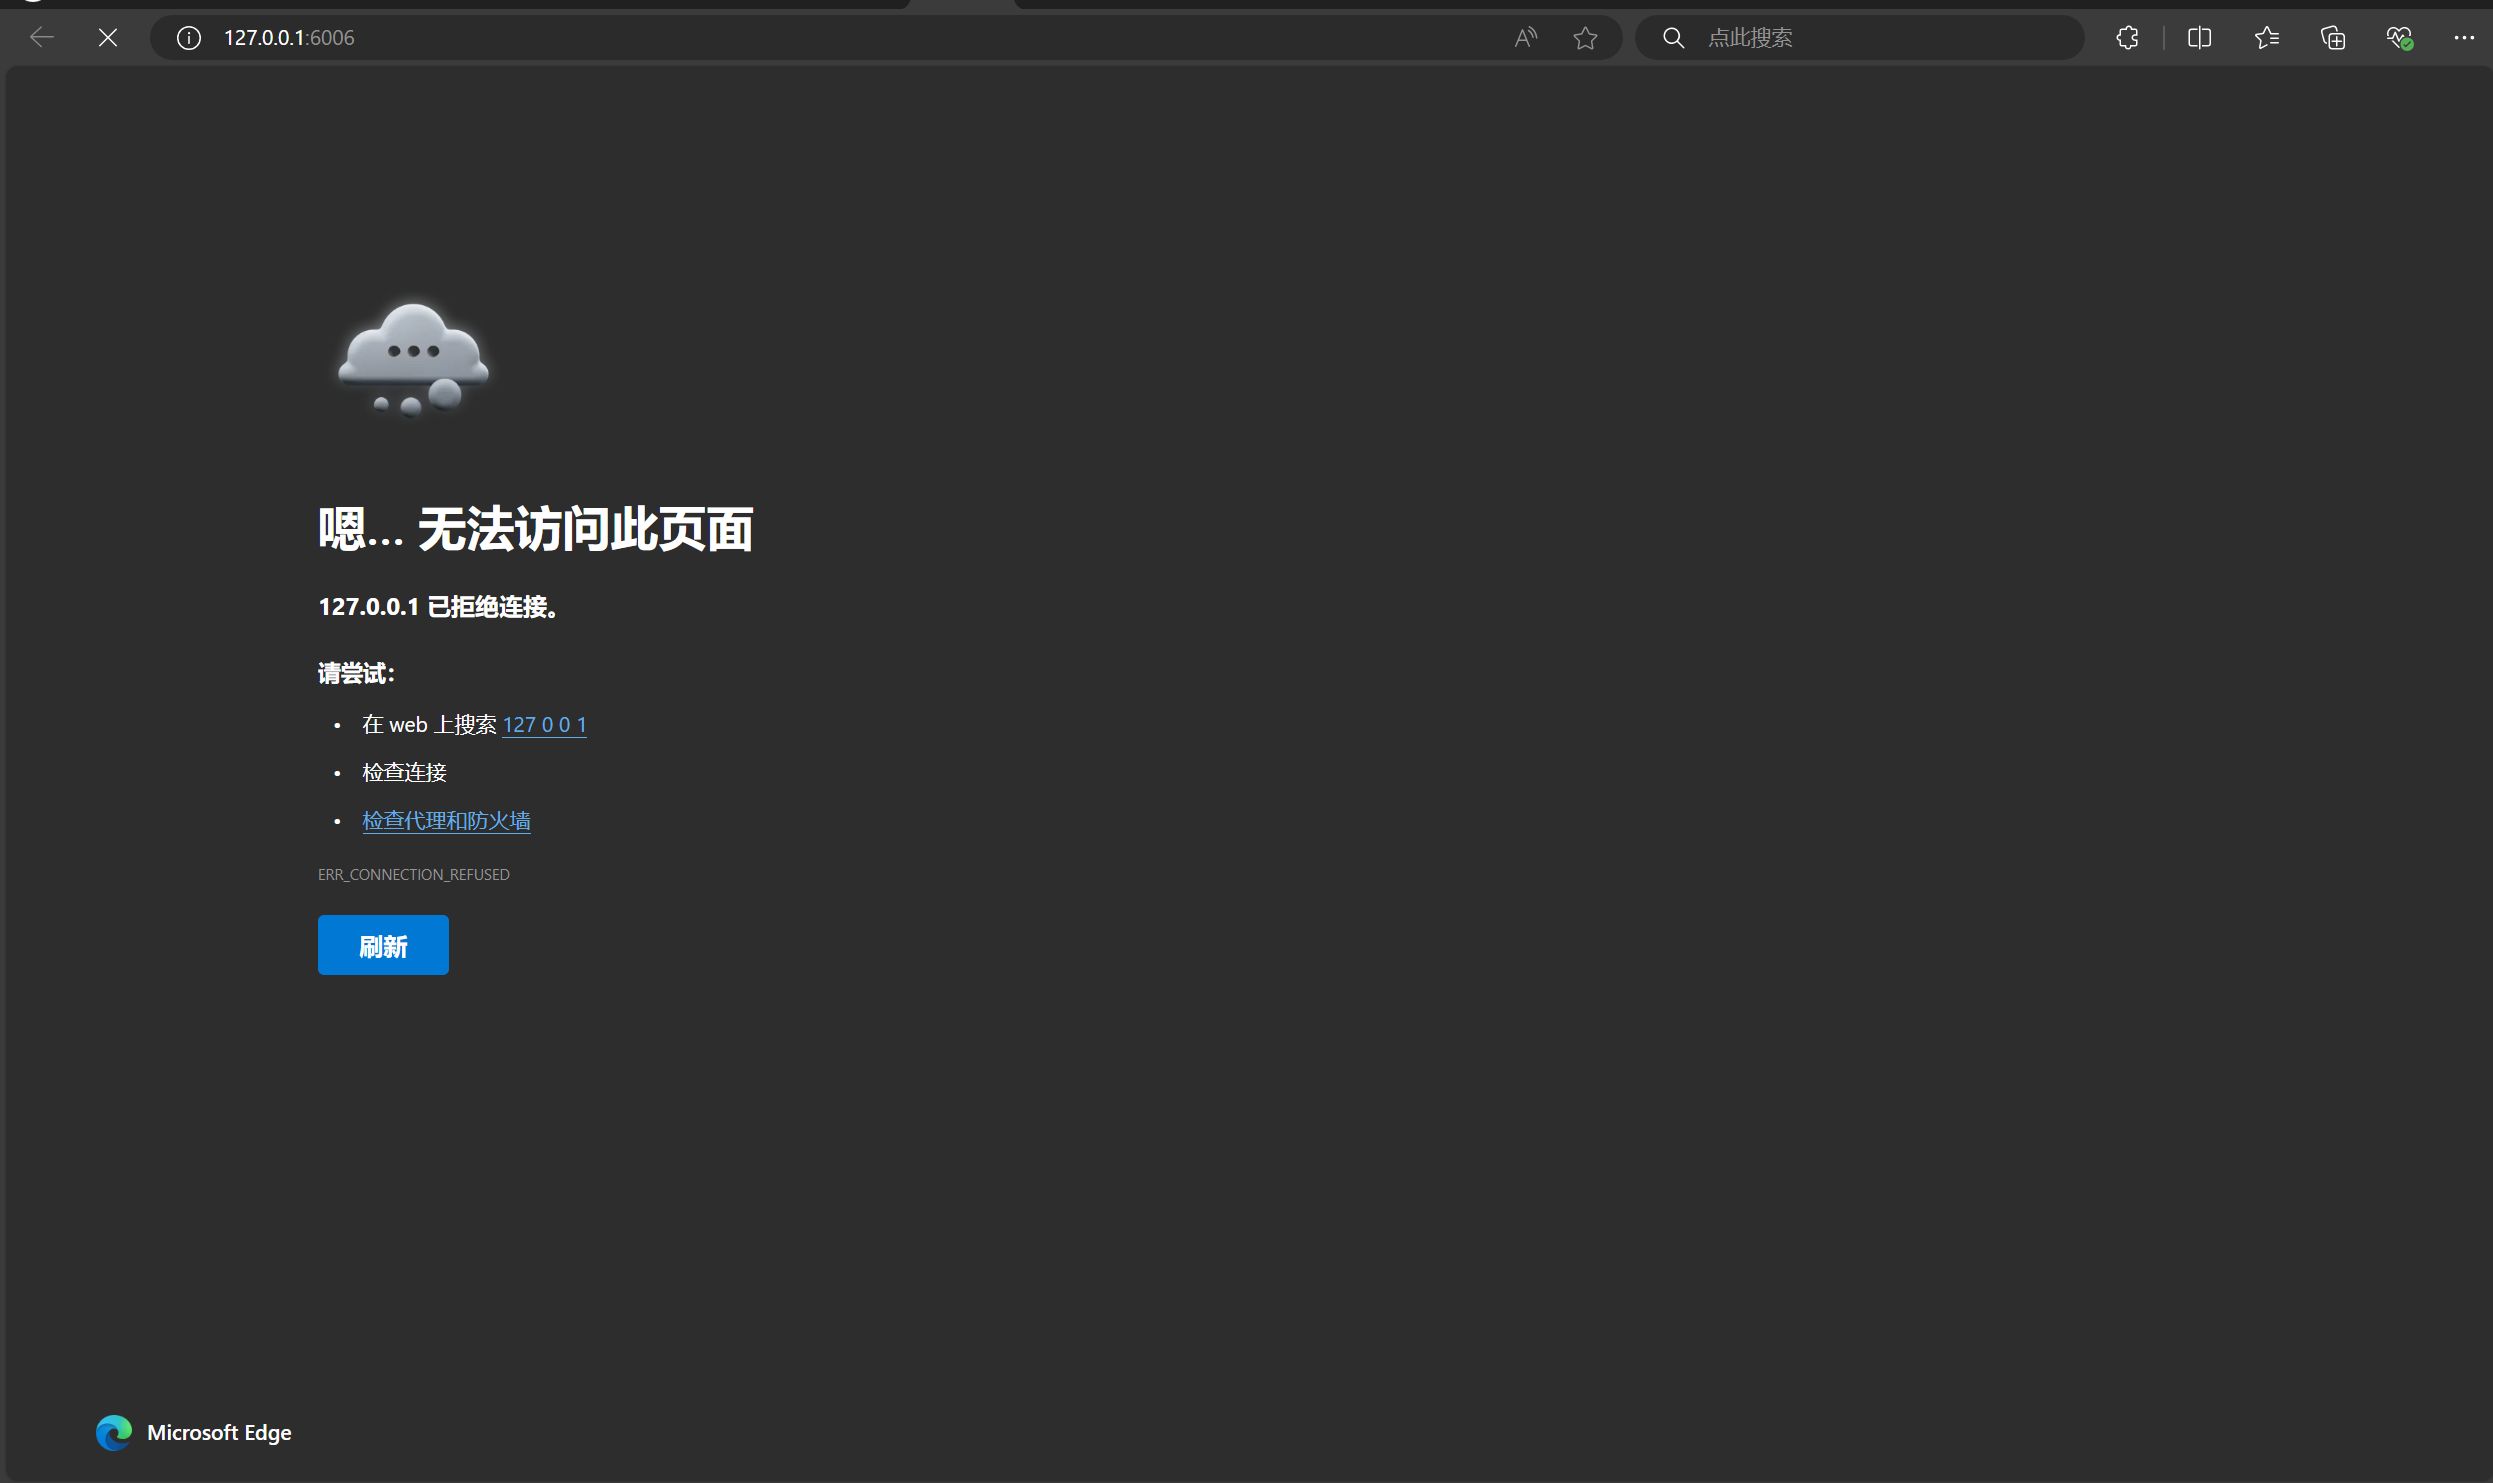 127.0.0.1:6006
点此搜索
嗯… 无法访问此页面
127.0.0.1 已拒绝连接。
请尝试：
• 在 web 上搜索 127 0 0 1
• 检查连接
• 检查代理和防火墙
ERR_CONNECTION_REFUSED
刷新
Microsoft Edge